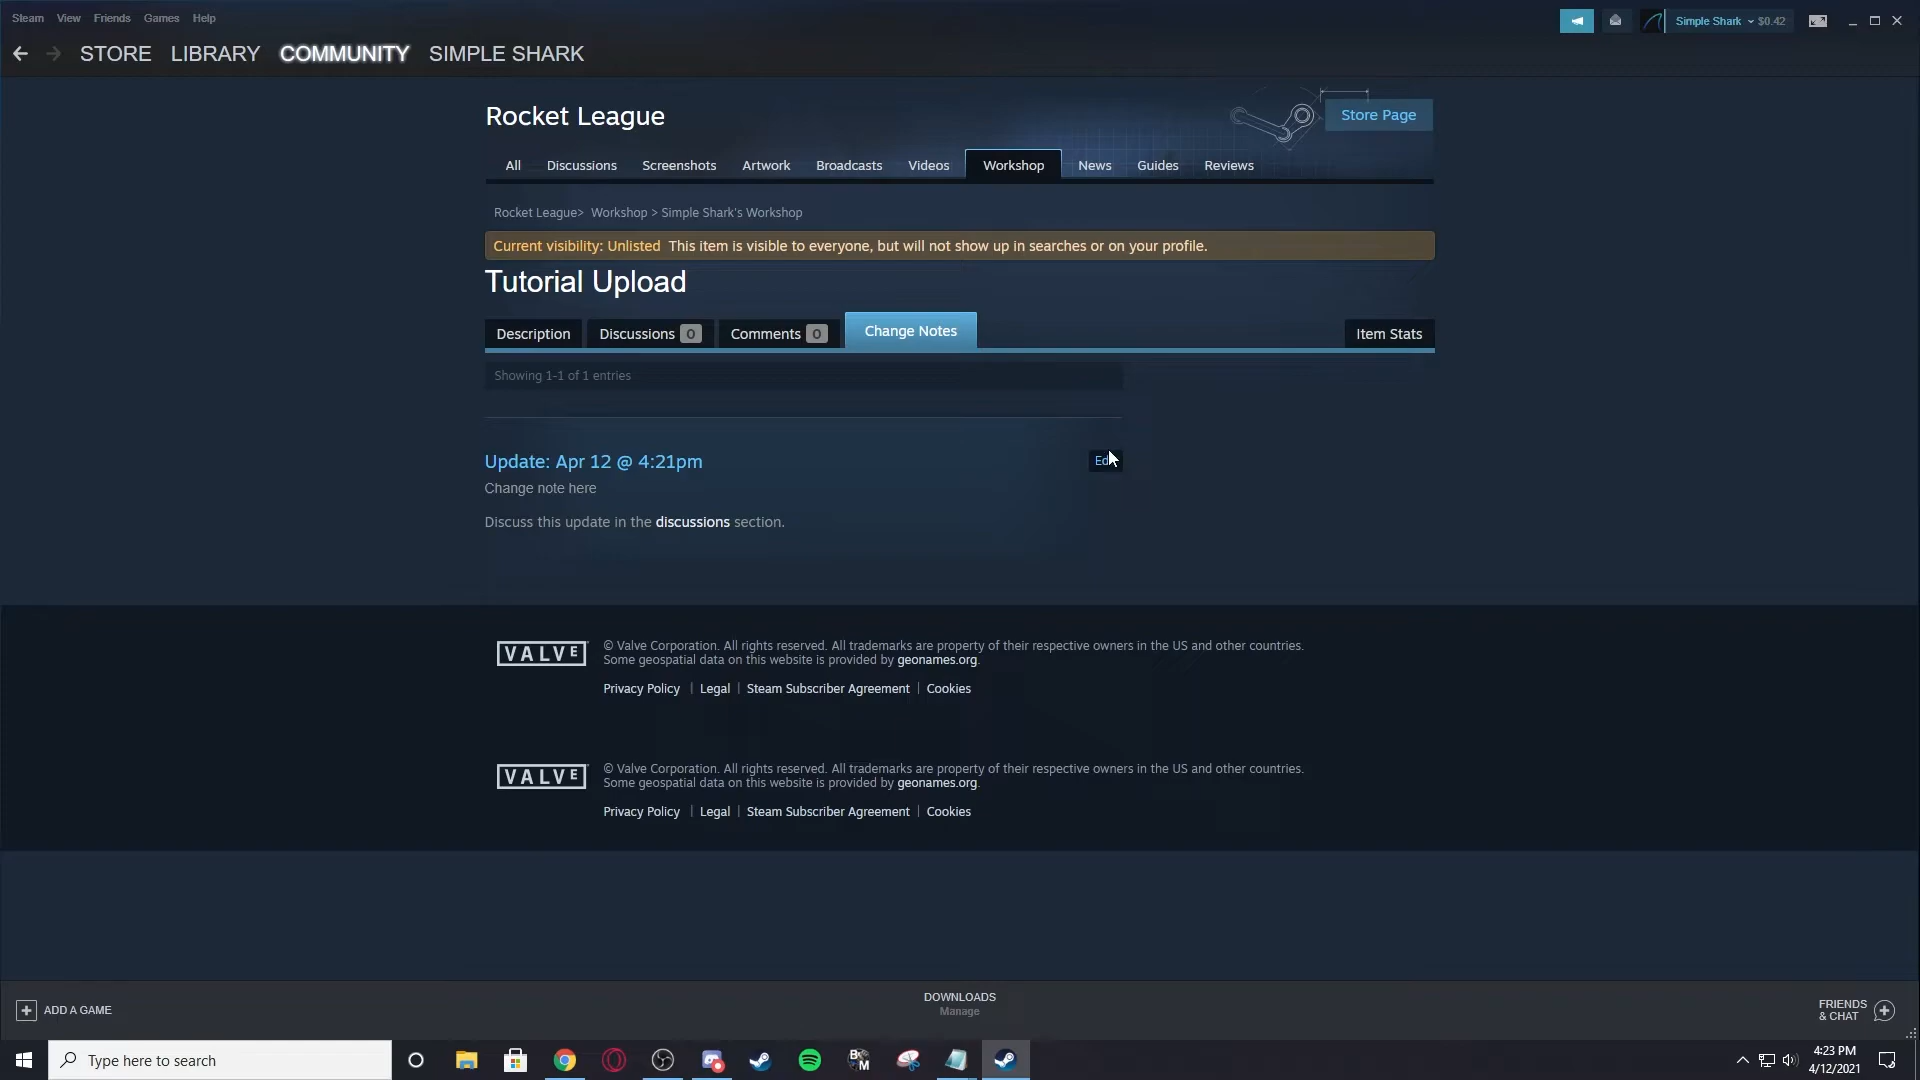 Steam View Friends Games Help
Simple Shark $0.42
STORE LIBRARY COMMUNITY SIMPLE SHARK
Rocket League
Store Page
All Discussions Screenshots Artwork Broadcasts Videos Workshop News Guides Reviews
Rocket League> Workshop > Simple Shark's Workshop
Current visibility: Unlisted This item is visible to everyone, but will not show up in searches or on your profile.
Tutorial Upload
Description Discussions 0 Comments 0 Change Notes Item Stats
Showing 1-1 of 1 entries
Update: Apr 12 @ 4:21pm
Change note here
Discuss this update in the discussions section.
VALVE
© Valve Corporation. All rights reserved. All trademarks are property of their respective owners in the US and other countries.
Some geospatial data on this website is provided by geonames.org.
Privacy Policy | Legal | Steam Subscriber Agreement | Cookies
VALVE
© Valve Corporation. All rights reserved. All trademarks are property of their respective owners in the US and other countries.
Some geospatial data on this website is provided by geonames.org.
Privacy Policy | Legal | Steam Subscriber Agreement | Cookies
ADD A GAME
DOWNLOADS
Manage
FRIENDS
& CHAT
Type here to search
B
M
4:23 PM
4/12/2021